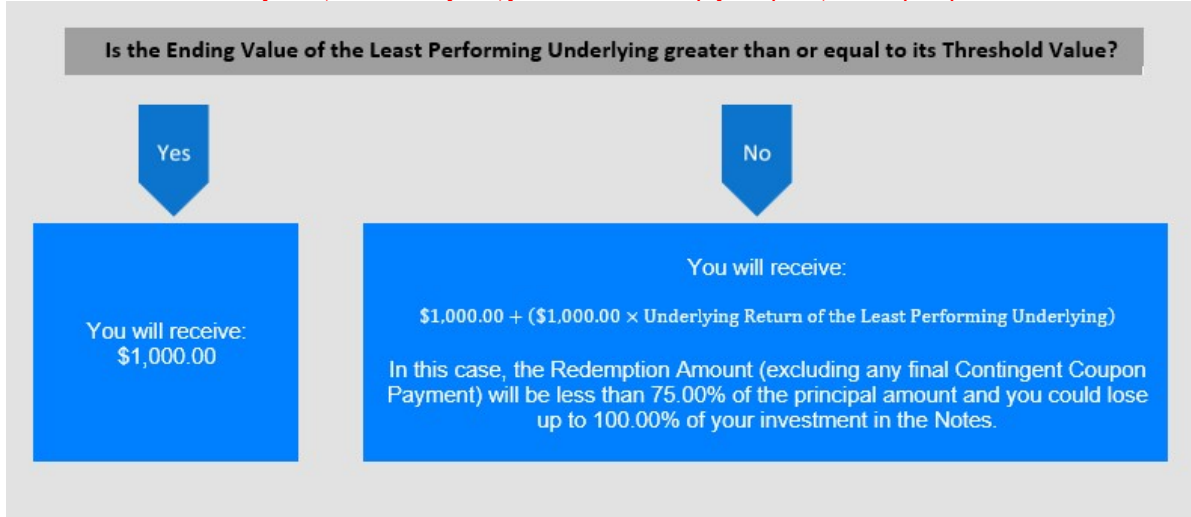 Is the Ending Value of the Least Performing Underlying greater than or equal to its Threshold Value?
Yes
No
You will receive:
$1,000.00
You will receive:
$1,000.00 + ($1,000.00 × Underlying Return of the Least Performing Underlying)
In this case, the Redemption Amount (excluding any final Contingent Coupon
Payment) will be less than 75.00% of the principal amount and you could lose
up to 100.00% of your investment in the Notes.